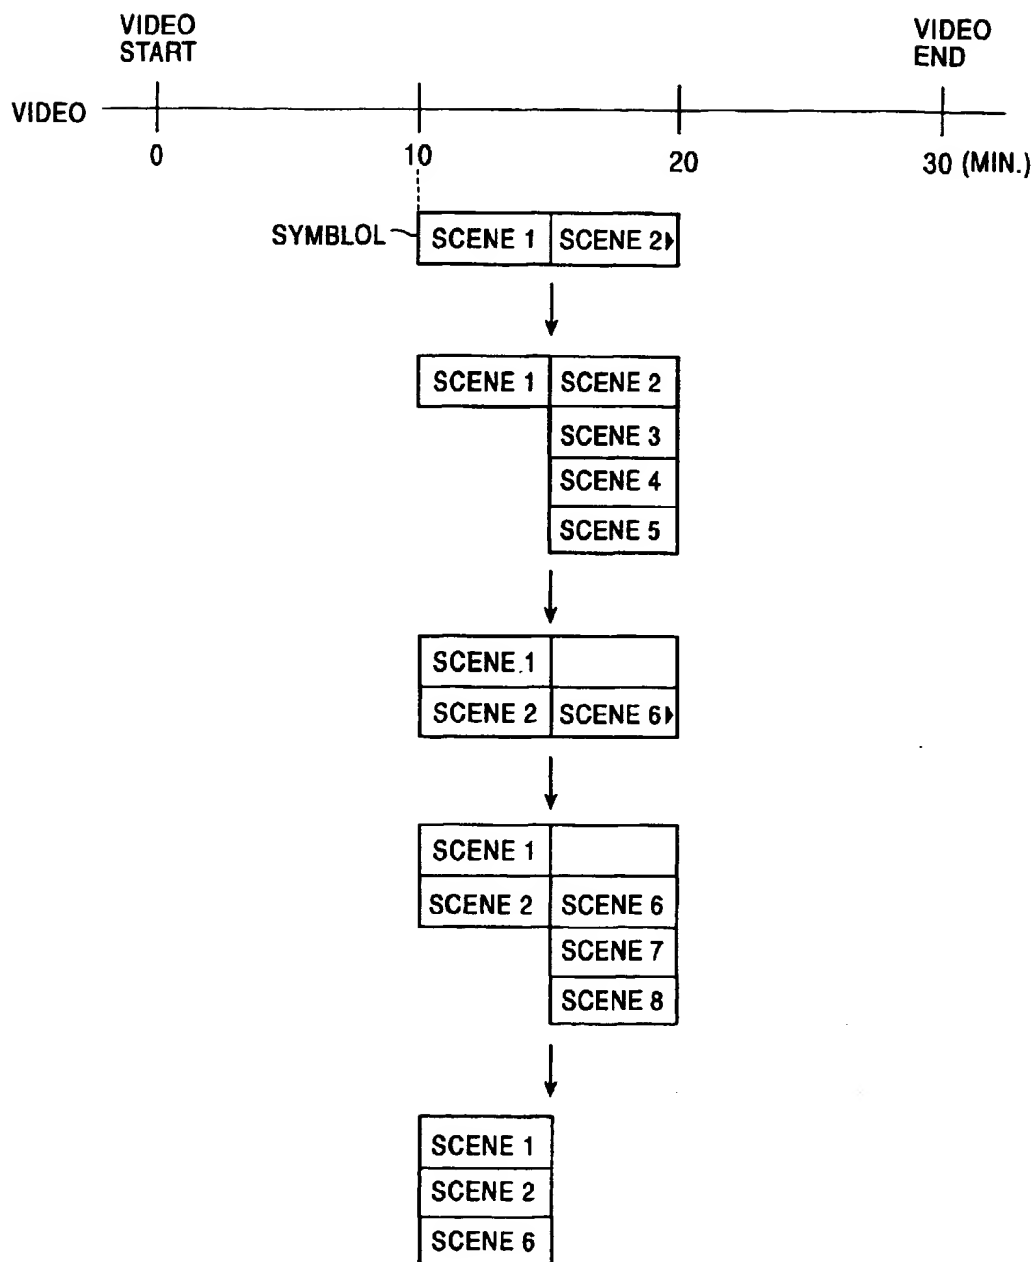 VIDEO
START
VIDEO
END
VIDEO
0
10
20
30 (MIN.)
SYMBLOL
SCENE 1
SCENE 2
SCENE 1
SCENE 2
SCENE 3
SCENE 4
SCENE 5
SCENE 1
SCENE 2
SCENE 6
SCENE 1
SCENE 2
SCENE 6
SCENE 7
SCENE 8
SCENE 1
SCENE 2
SCENE 6